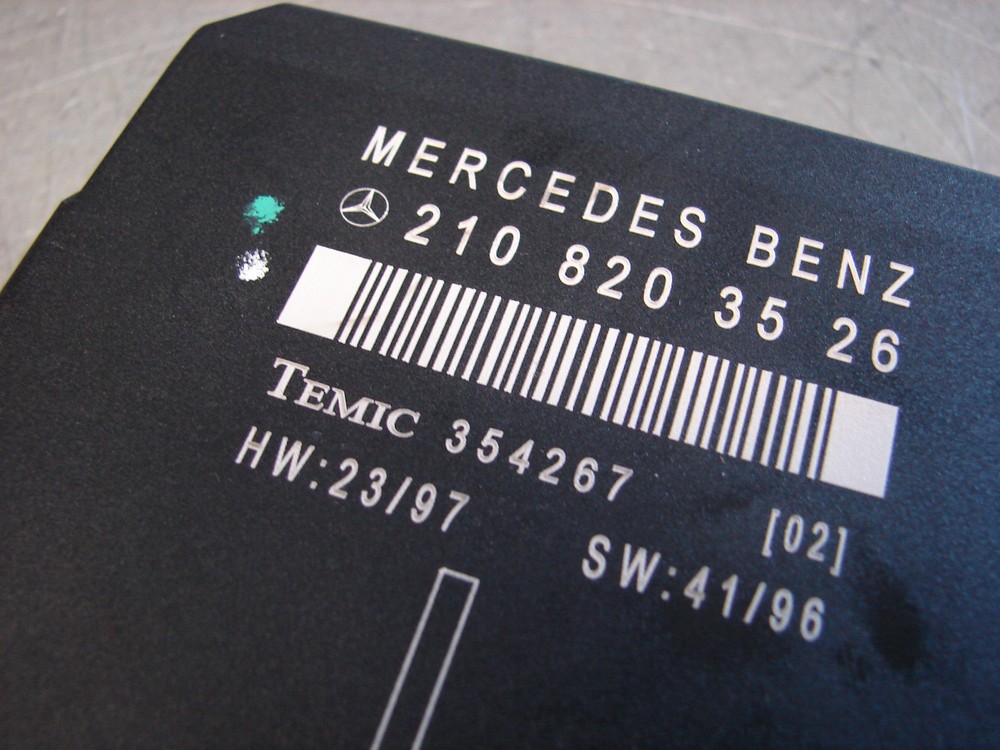 MERCEDES BENZ
210 820 35 26
TEMIC 354267
[02]
HW:23/97 SW:41/96